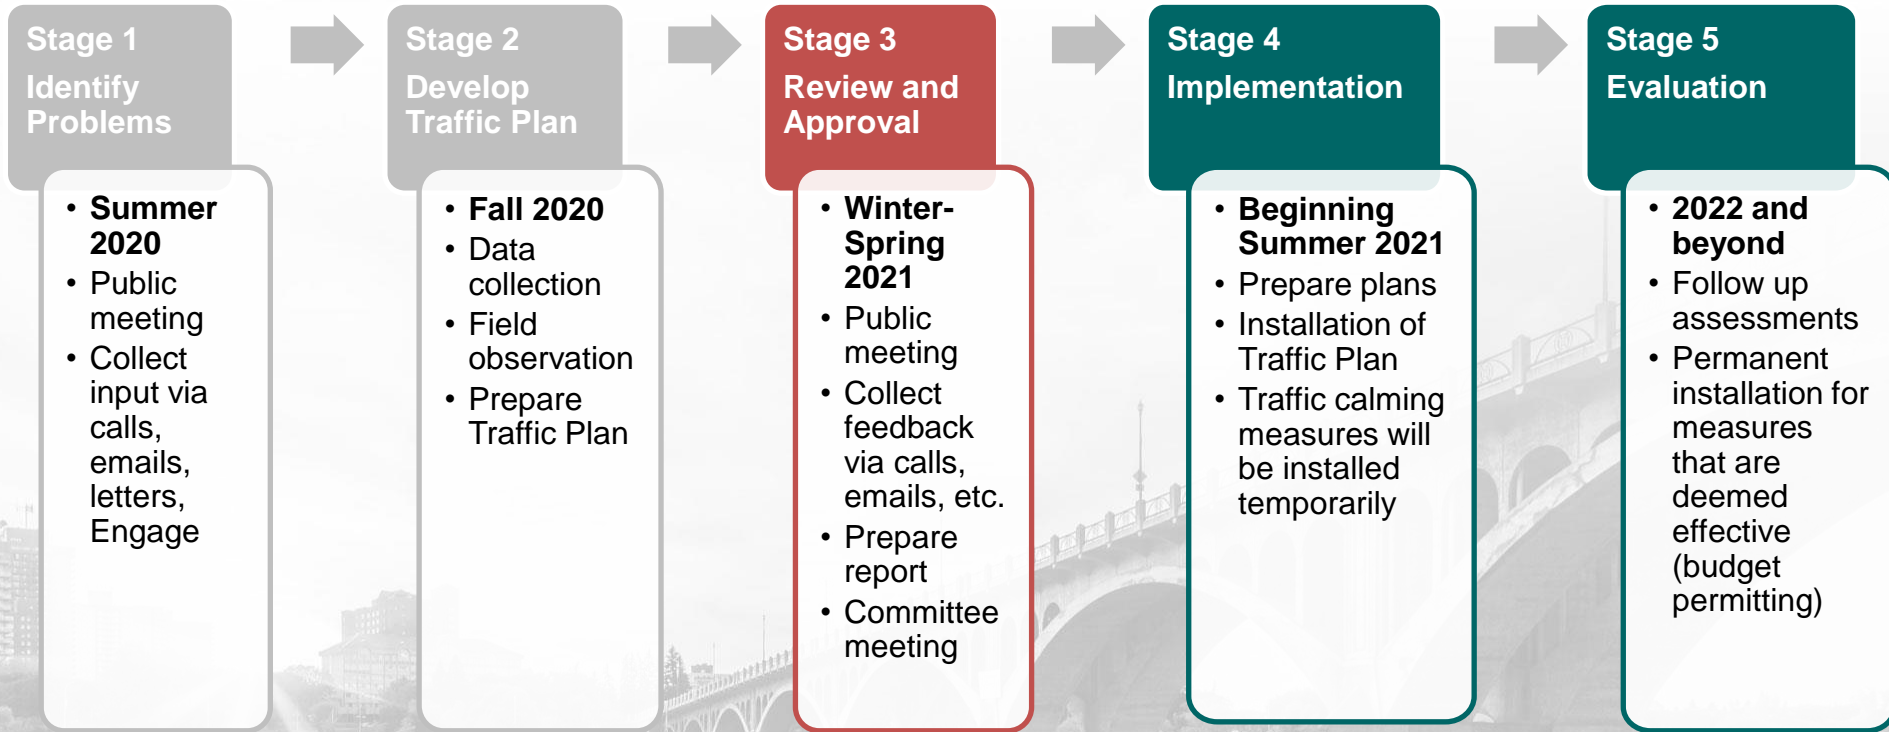 Stage 1
Identify
Problems
• Summer
2020
• Public
meeting
• Collect
input via
calls,
emails,
letters,
Engage
Stage 2
Develop
Traffic Plan
• Fall 2020
• Data
collection
• Field
observation
• Prepare
Traffic Plan
Stage 3
Review and
Approval
• Winter-
Spring
2021
• Public
meeting
• Collect
feedback
via calls,
emails, etc.
• Prepare
report
• Committee
meeting
Stage 4
Implementation
• Beginning
Summer 2021
• Prepare plans
• Installation of
Traffic Plan
• Traffic calming
measures will
be installed
temporarily
Stage 5
Evaluation
• 2022 and
beyond
• Follow up
assessments
• Permanent
installation for
measures
that are
deemed
effective
(budget
permitting)